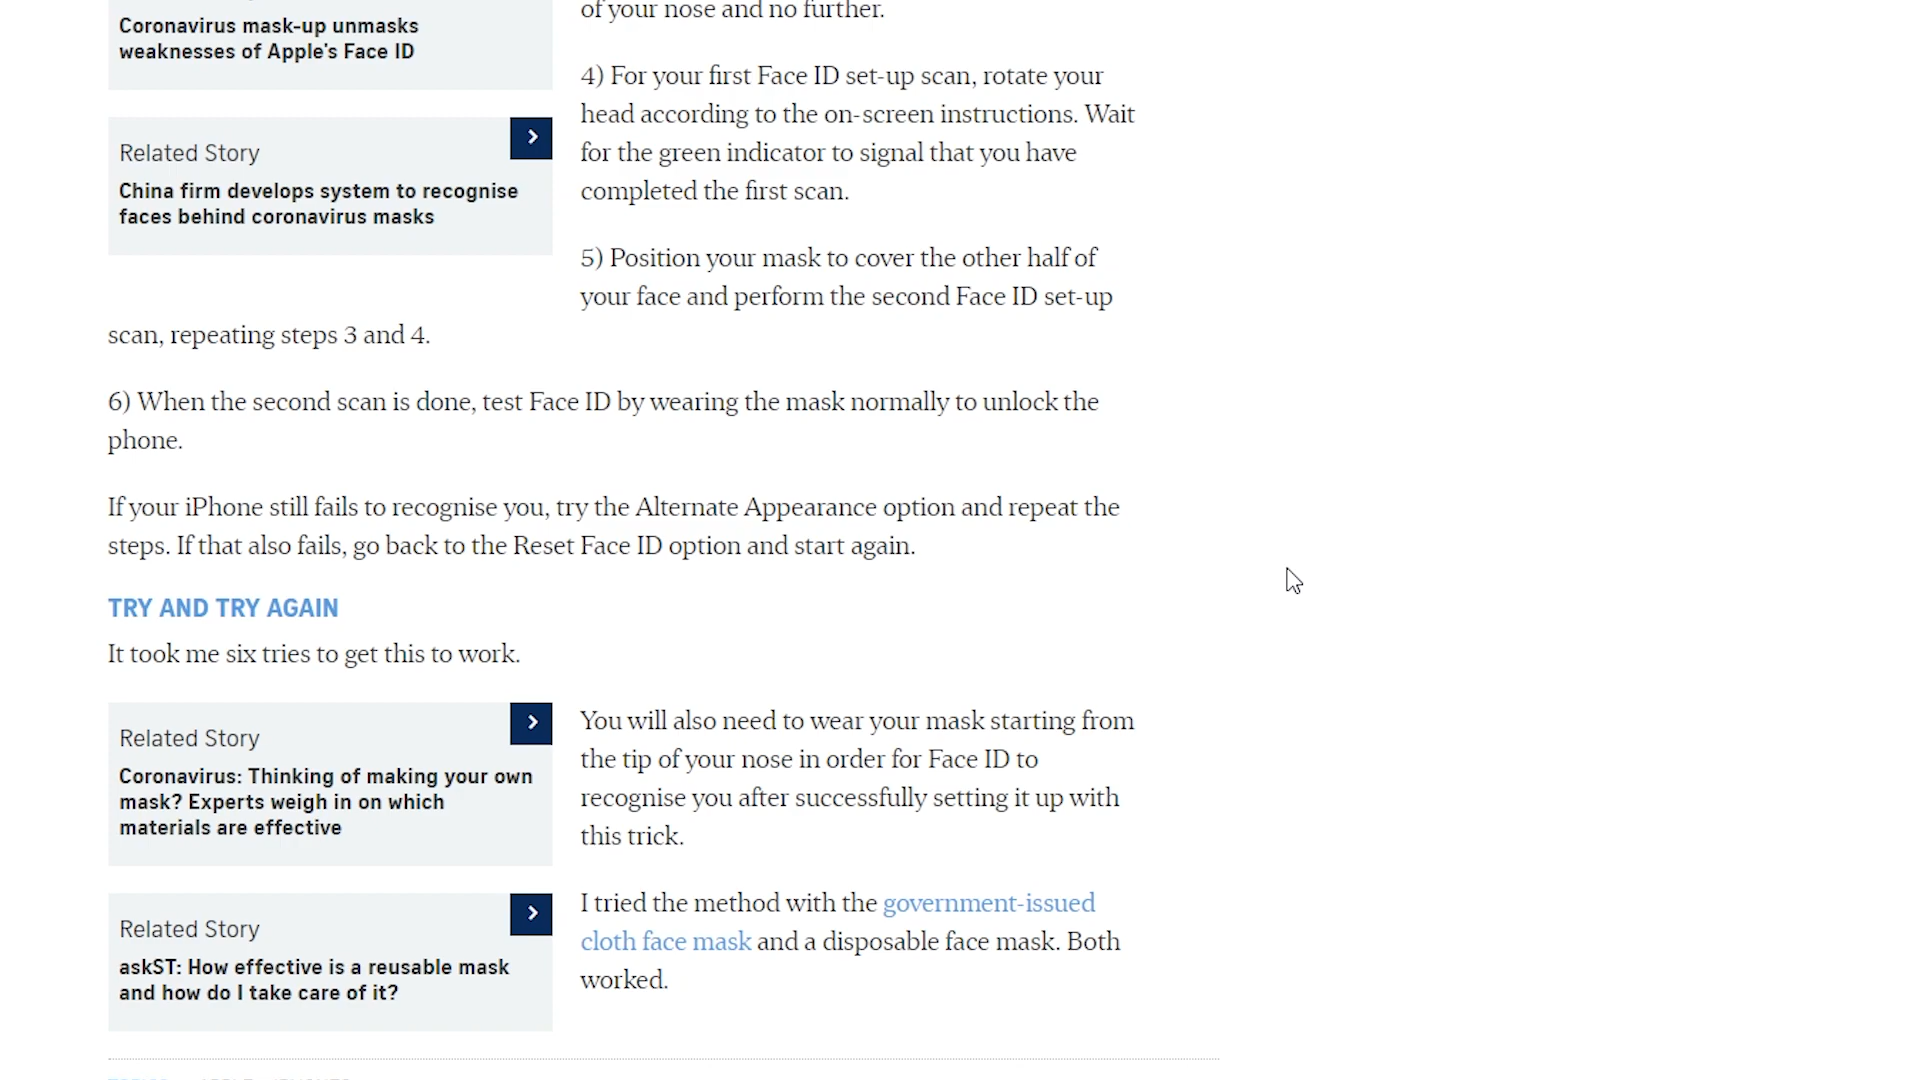 of your nose and no further.
Coronavirus mask-up unmasks
weaknesses of Apple's Face ID
4) For your first Face ID set-up scan, rotate your
head according to the on-screen instructions. Wait
for the green indicator to signal that you have
completed the first scan.
Related Story
China firm develops system to recognise
faces behind coronavirus masks
5) Position your mask to cover the other half of
your face and perform the second Face ID set-up
scan, repeating steps 3 and 4.
6) When the second scan is done, test Face ID by wearing the mask normally to unlock the
phone.
If your iPhone still fails to recognise you, try the Alternate Appearance option and repeat the
steps. If that also fails, go back to the Reset Face ID option and start again.
TRY AND TRY AGAIN
It took me six tries to get this to work.
Related Story
Coronavirus: Thinking of making your own
mask? Experts weigh in on which
materials are effective
You will also need to wear your mask starting from
the tip of your nose in order for Face ID to
recognise you after successfully setting it up with
this trick.
Related Story
askST: How effective is a reusable mask
and how do I take care of it?
I tried the method with the government-issued
cloth face mask and a disposable face mask. Both
worked.